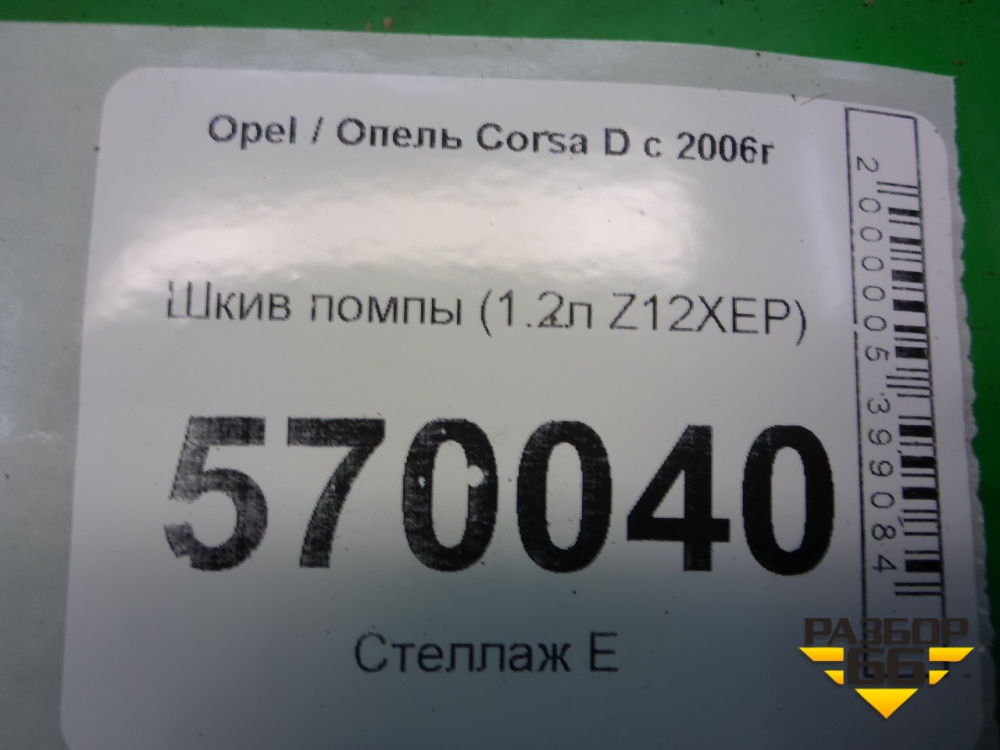 Opel / Опель Corsa D с 2006г
Шкив помпы (1.2л Z12XEP)
570040
Стеллаж Е
2000005399084
РАЗБОР
66